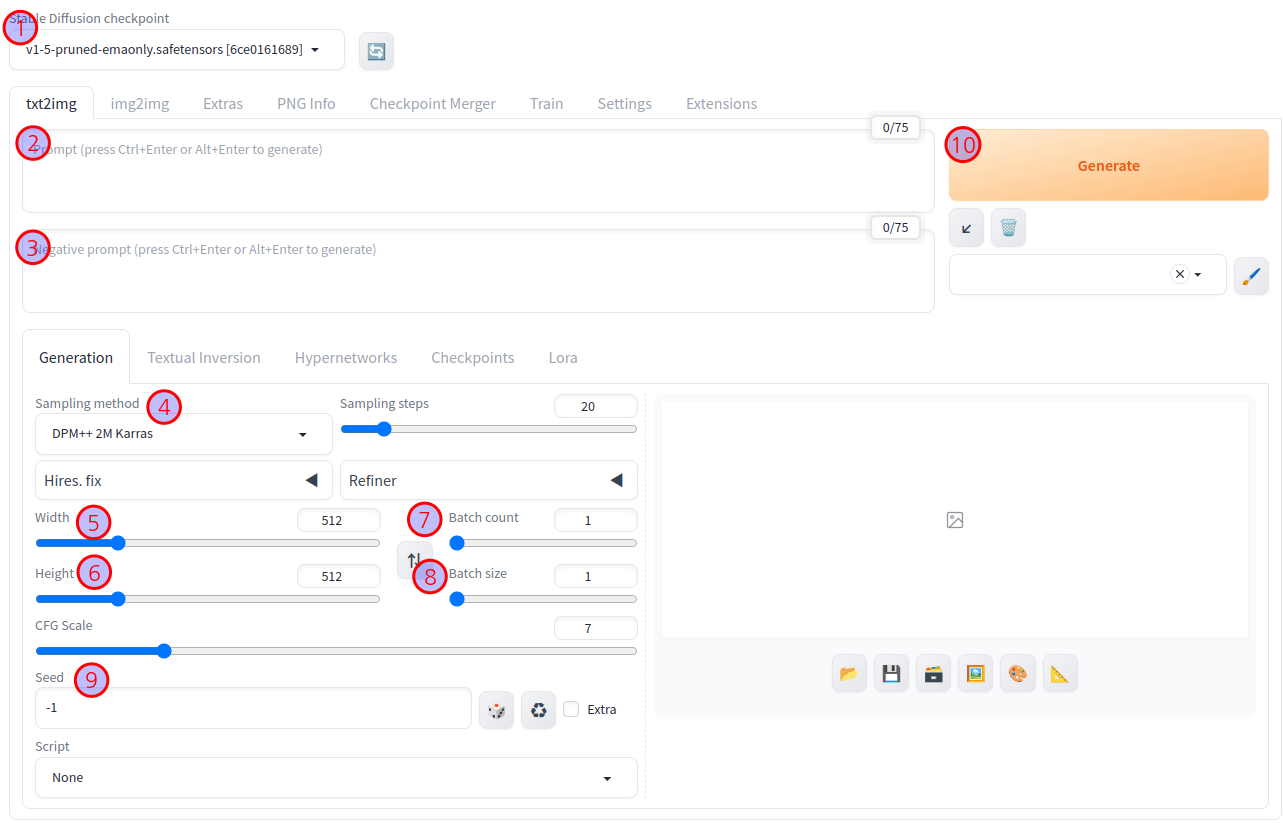 Stable Diffusion checkpoint
1
v1-5-pruned-emaonly.safetensors [6ce0161689]
txt2img img2img Extras PNG Info Checkpoint Merger Train Settings Extensions
0/75
2 Prompt (press Ctrl+Enter or Alt+Enter to generate)
10 Generate
0/75
3 Negative prompt (press Ctrl+Enter or Alt+Enter to generate)
Generation Textual Inversion Hypernetworks Checkpoints Lora
Sampling method 4 Sampling steps 20
DPM++ 2M Karras
Hires. fix Refiner
Width 5 512 7 Batch count 1
Height 6 512 8 Batch size 1
CFG Scale 7
Seed 9
-1 Extra
Script
None